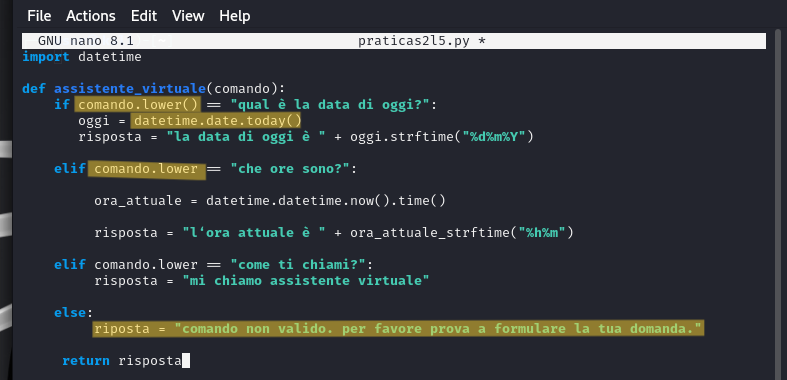 File Actions Edit View Help
GNU nano 8.1 praticas2l5.py *
import datetime
def assistente_virtuale(comando):
if comando.lower() == "qual è la data di oggi?":
oggi = datetime.date.today()
risposta = "la data di oggi è " + oggi.strftime("%d%m%Y")
elif comando.lower == "che ore sono?":
ora_attuale = datetime.datetime.now().time()
risposta = "l‘ora attuale è " + ora_attuale_strftime("%h%m")
elif comando.lower == "come ti chiami?":
risposta = "mi chiamo assistente virtuale"
else:
riposta = "comando non valido. per favore prova a formulare la tua domanda."
return risposta